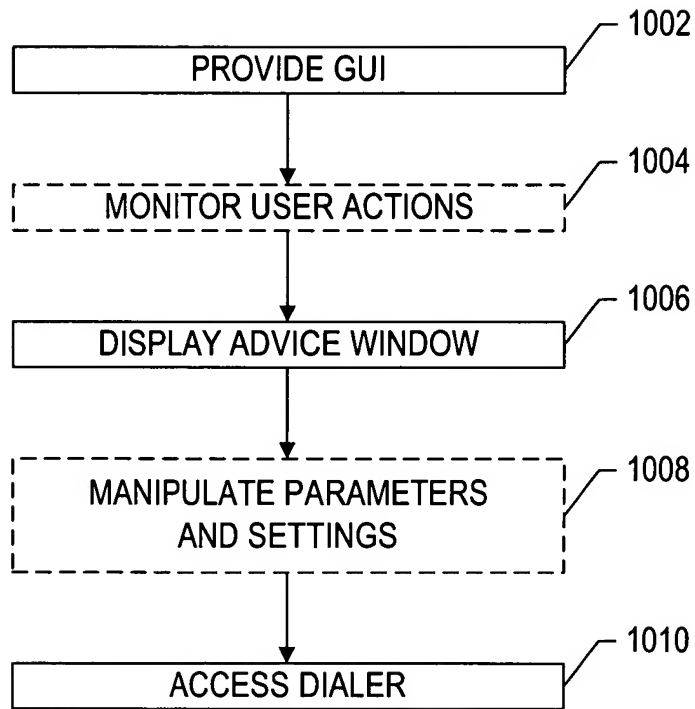 1002
PROVIDE GUI
1004
MONITOR USER ACTIONS
1006
DISPLAY ADVICE WINDOW
1008
MANIPULATE PARAMETERS
AND SETTINGS
1010
ACCESS DIALER